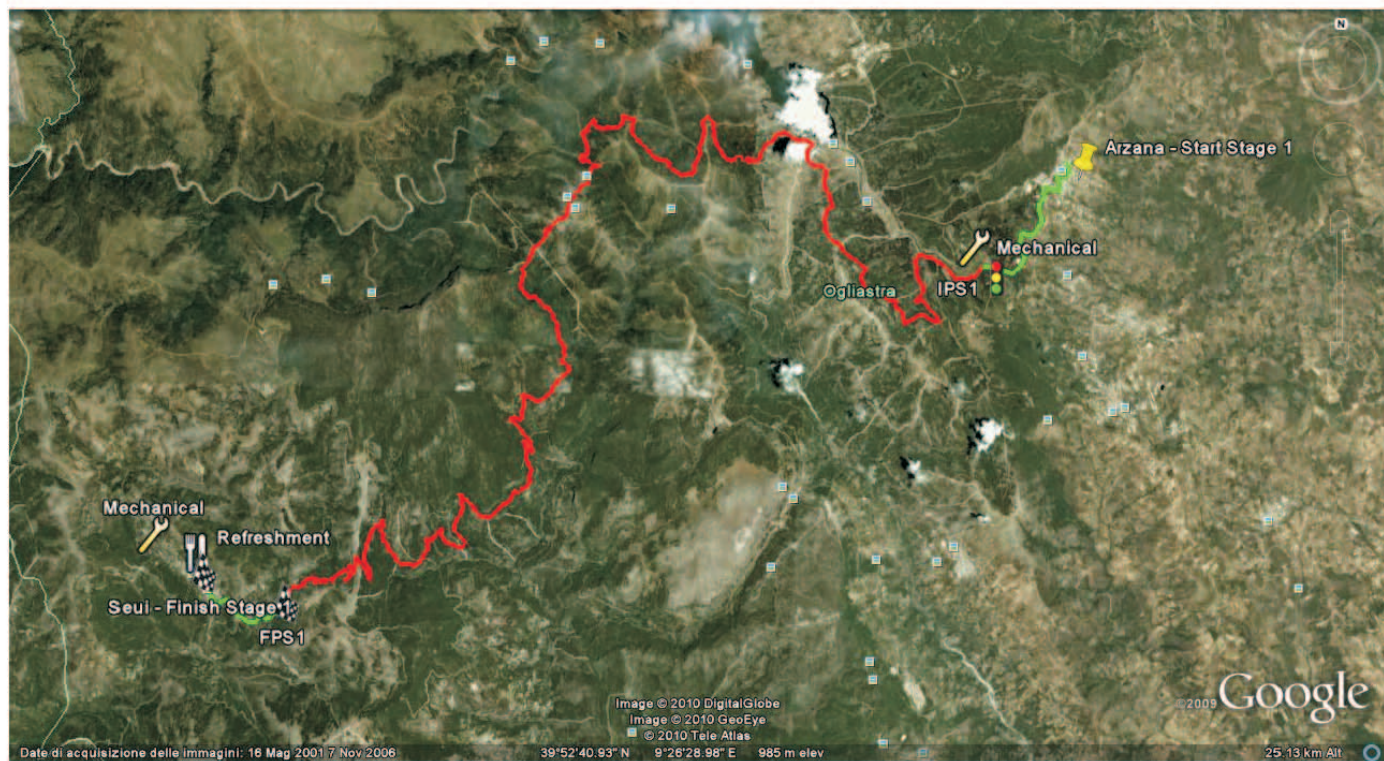 N
Arzana - Start Stage 1
Mechanical
IPS1
Ogliastra
Mechanical
Refreshment
Seui - Finish Stage 1
FPS1
Image © 2010 DigitalGlobe
Image © 2010 GeoEye
© 2010 Tele Atlas
©2009 Google
Date di acquisizione delle immagini: 16 Mag 2001 7 Nov 2006 39°52'40.93" N 9°26'28.98" E 985 m elev 25.13 km Alt